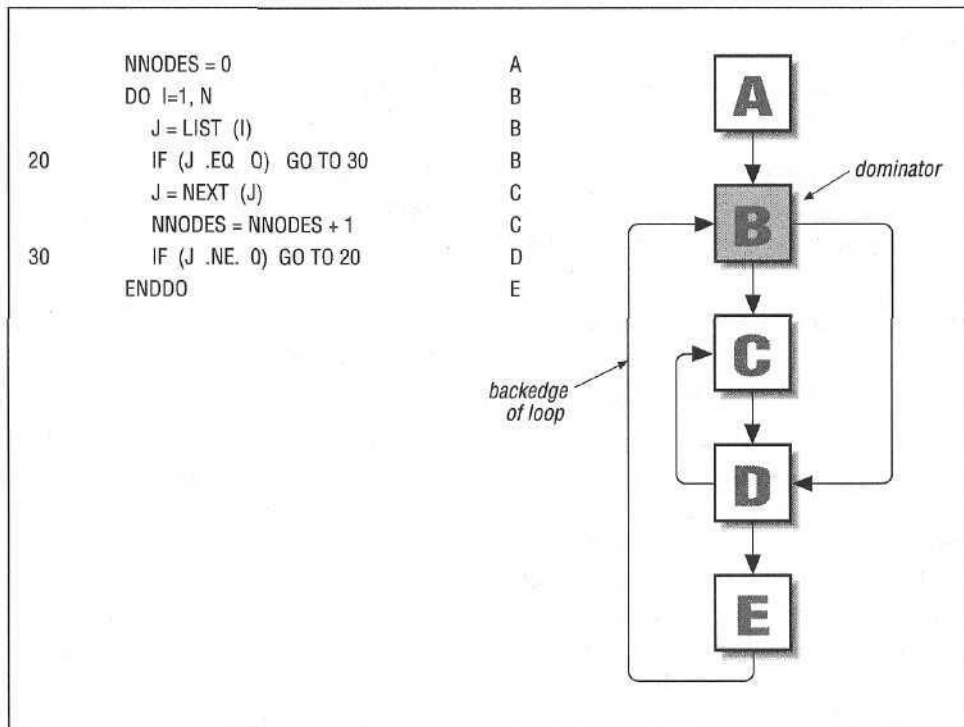 NNODES = 0 A
DO I=1, N B
J = LIST (I) B
20 IF (J .EQ 0) GO TO 30 B
J = NEXT (J) C
NNODES = NNODES + 1 C
30 IF (J .NE. 0) GO TO 20 D
ENDDO E
A
dominator
B
C
backedge
of loop
D
E